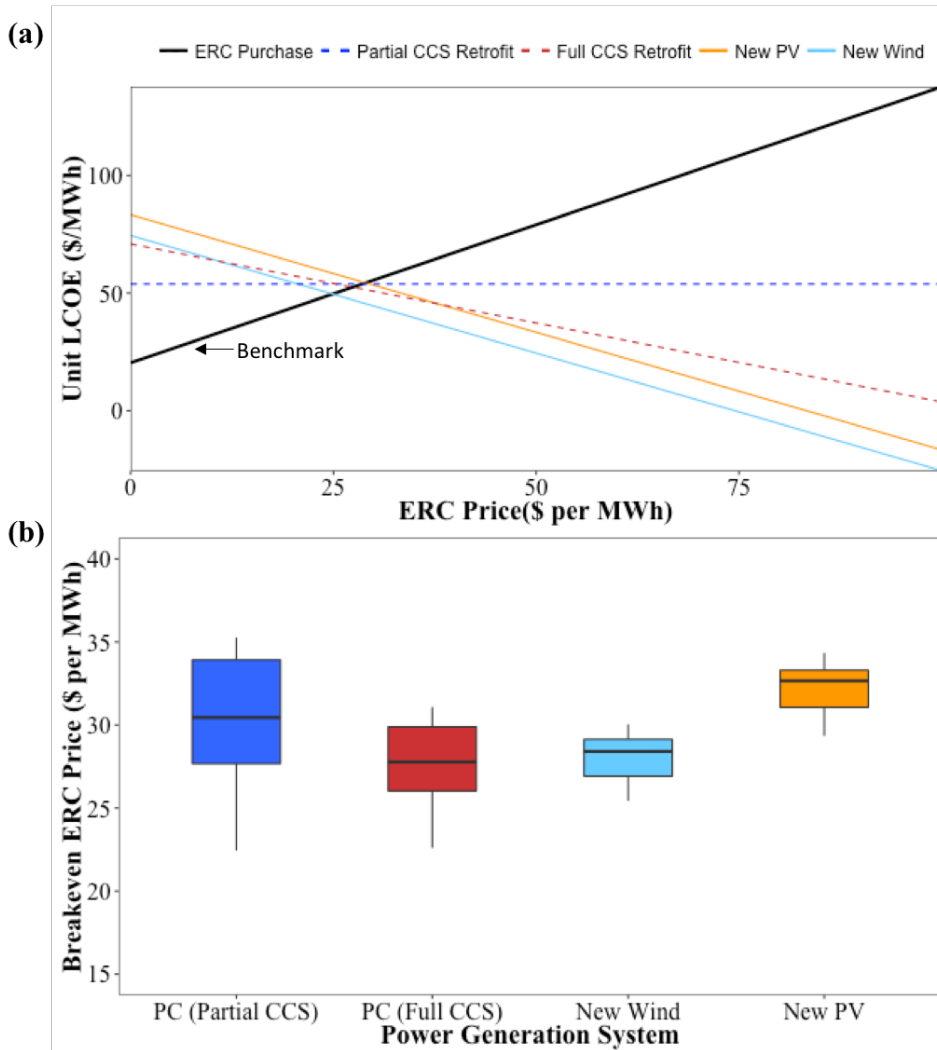 (a)
ERC Purchase Partial CCS Retrofit Full CCS Retrofit New PV New Wind
Unit LCOE ($/MWh)
100
50
0
Benchmark
0 25 50 75
ERC Price($ per MWh)
(b)
Breakeven ERC Price ($ per MWh)
40
35
30
25
20
15
PC (Partial CCS) PC (Full CCS) New Wind New PV
Power Generation System